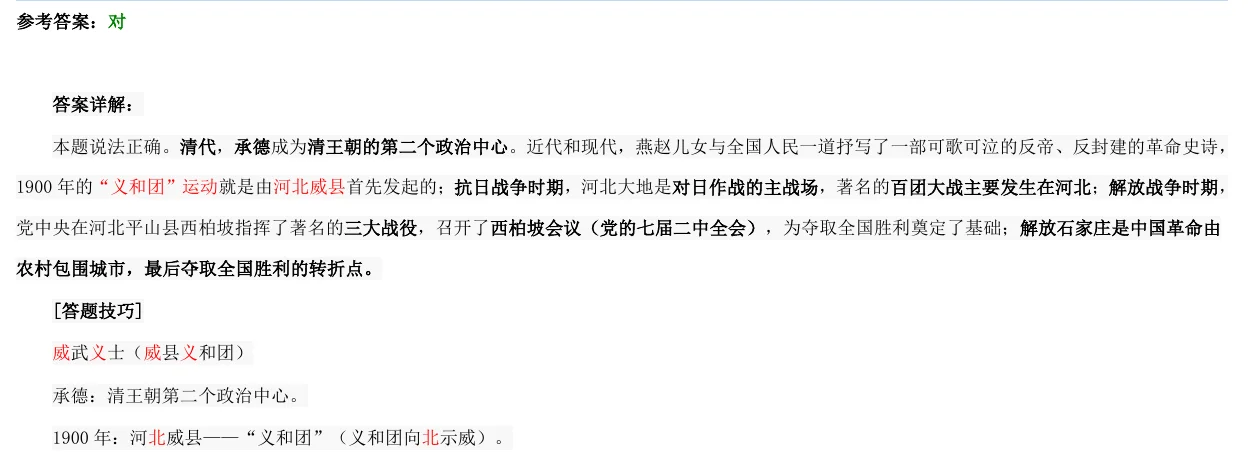 参考答案：对
答案详解：
本题说法正确。清代，承德成为清王朝的第二个政治中心。近代和现代，燕赵儿女与全国人民一道抒写了一部可歌可泣的反帝、反封建的革命史诗，
1900 年的“义和团”运动就是由河北威县首先发起的；抗日战争时期，河北大地是对日作战的主战场，著名的百团大战主要发生在河北；解放战争时期，
党中央在河北平山县西柏坡指挥了著名的三大战役，召开了西柏坡会议（党的七届二中全会），为夺取全国胜利奠定了基础；解放石家庄是中国革命由
农村包围城市，最后夺取全国胜利的转折点。
[答题技巧]
威武义士（威县义和团）
承德：清王朝第二个政治中心。
1900 年：河北威县——“义和团”（义和团向北示威）。